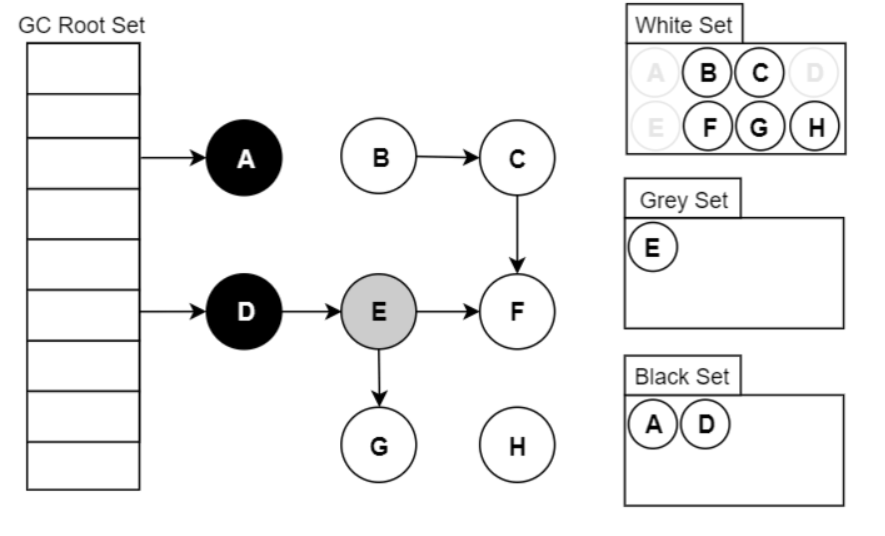 GC Root Set
White Set
A B C D
E F G H
A B C
Grey Set
E
D E F
Black Set
A D
G H